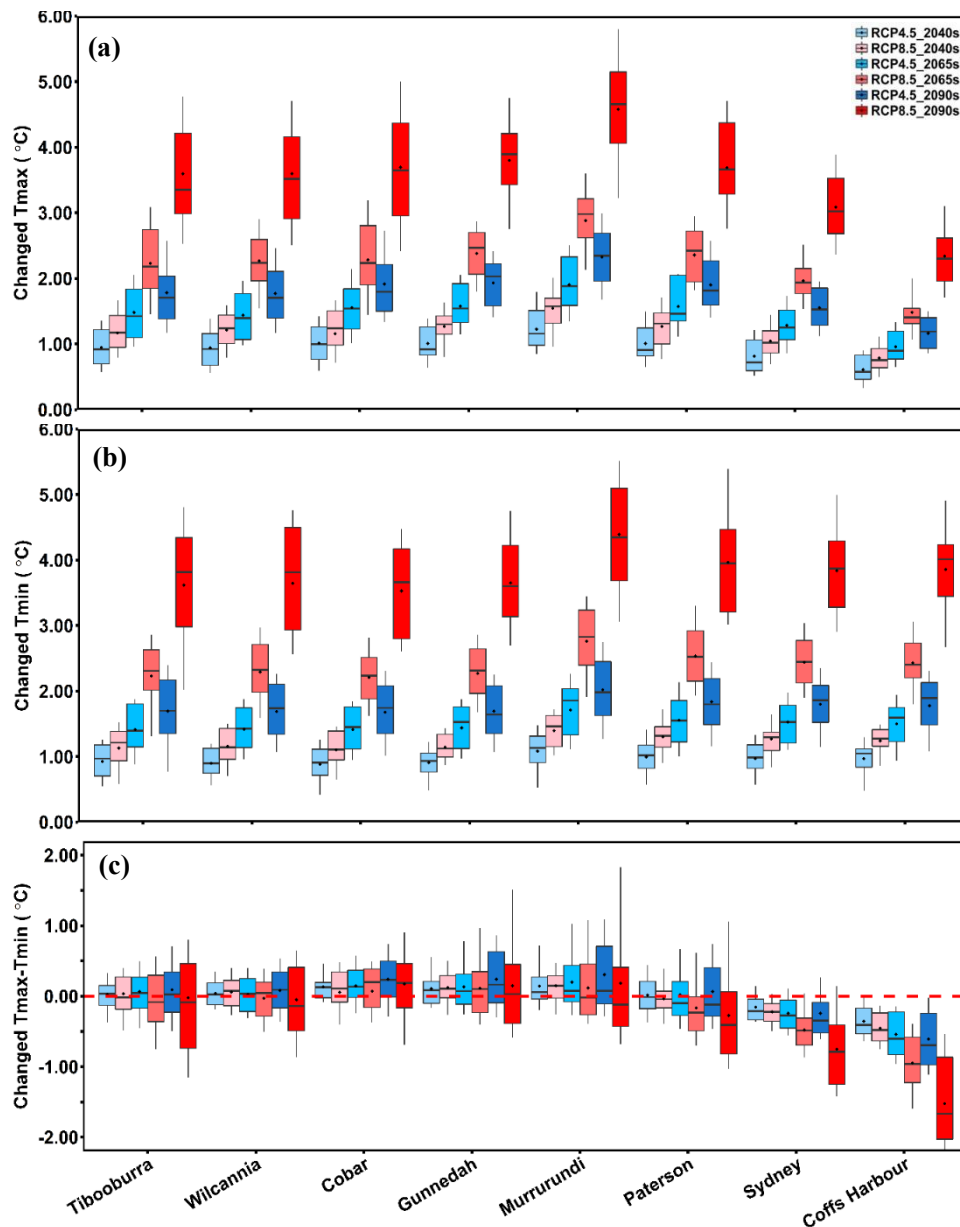 6.00
(a)
RCP4.5_2040s
RCP8.5_2040s
RCP4.5_2065s
RCP8.5_2065s
RCP4.5_2090s
RCP8.5_2090s
5.00
4.00
3.00
2.00
1.00
0.00
Changed Tmax ( °C)
6.00
(b)
5.00
4.00
3.00
2.00
1.00
0.00
Changed Tmin ( °C)
2.00
(c)
1.00
0.00
-1.00
-2.00
Changed Tmax-Tmin ( °C)
Tibooburra
Wilcannia
Cobar
Gunnedah
Murrurundi
Paterson
Sydney
Coffs Harbour